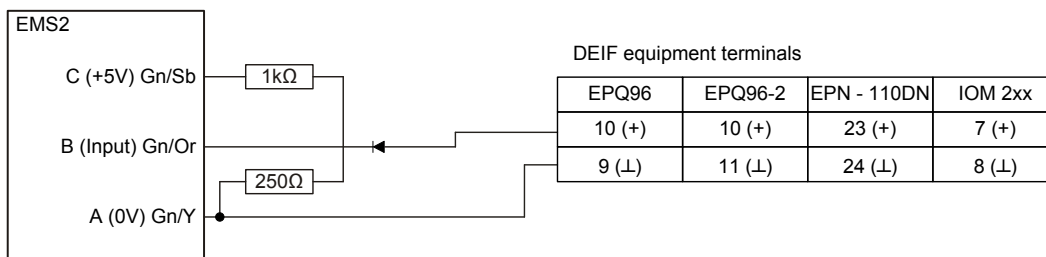 EMS2
C (+5V) Gn/Sb
1kΩ
B (Input) Gn/Or
250Ω
A (0V) Gn/Y
DEIF equipment terminals
EPQ96 EPQ96-2 EPN - 110DN IOM 2xx
10 (+) 10 (+) 23 (+) 7 (+)
9 (⊥) 11 (⊥) 24 (⊥) 8 (⊥)